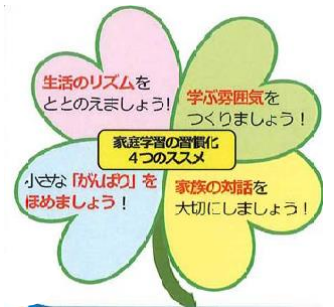 生活のリズムを
ととのえましょう!
学ぶ雰囲気を
つくりましょう!
家庭学習の習慣化
4つのススメ
小さな「がんばり」を
ほめましょう!
家族の対話を
大切にしましょう!